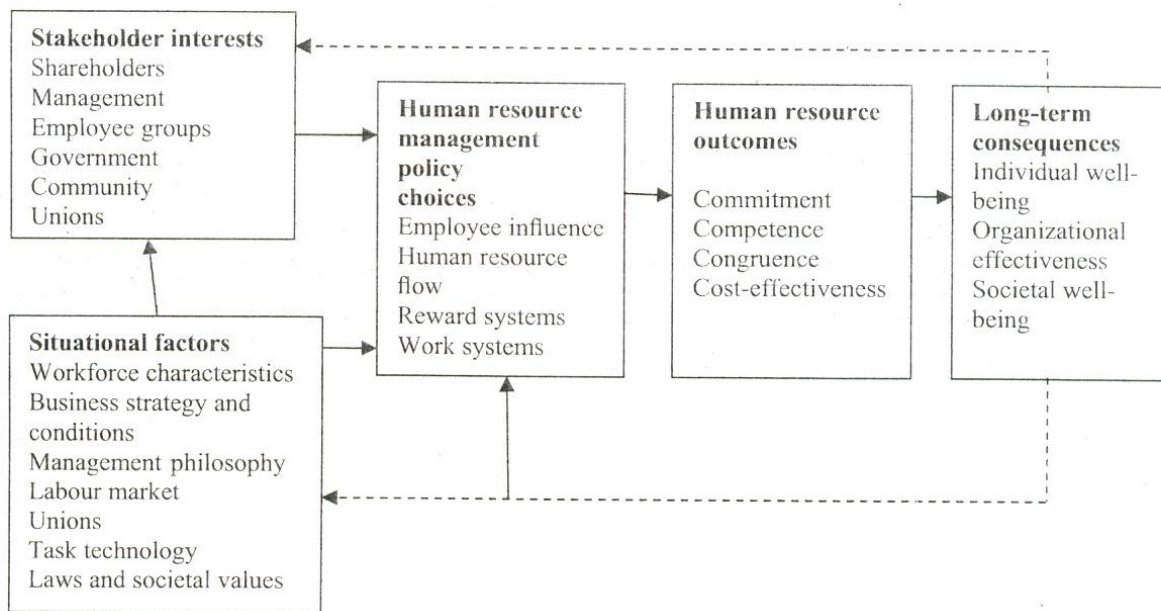 Stakeholder interests
Shareholders
Management
Employee groups
Government
Community
Unions
Situational factors
Workforce characteristics
Business strategy and
conditions
Management philosophy
Labour market
Unions
Task technology
Laws and societal values
Human resource
management
policy
choices
Employee influence
Human resource
flow
Reward systems
Work systems
Human resource
outcomes
Commitment
Competence
Congruence
Cost-effectiveness
Long-term
consequences
Individual well-
being
Organizational
effectiveness
Societal well-
being